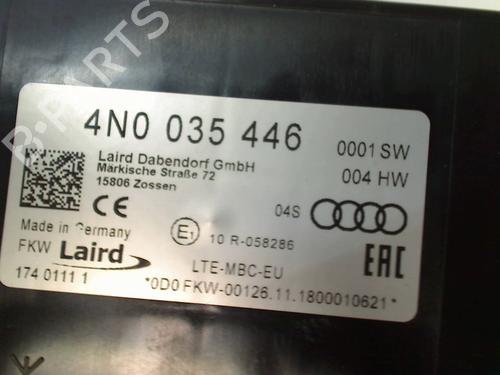 B-PARTS
4N0 035 446
0001 SW
Laird Dabendorf GmbH
Märkische Straße 72
15806 Zossen
004 HW
CE
04S
Made in Germany
E1
10 R-058286
EAC
FKW
Laird
LTE-MBC-EU
174 0111 1
*0D0 FKW-00126.11.1800010621*